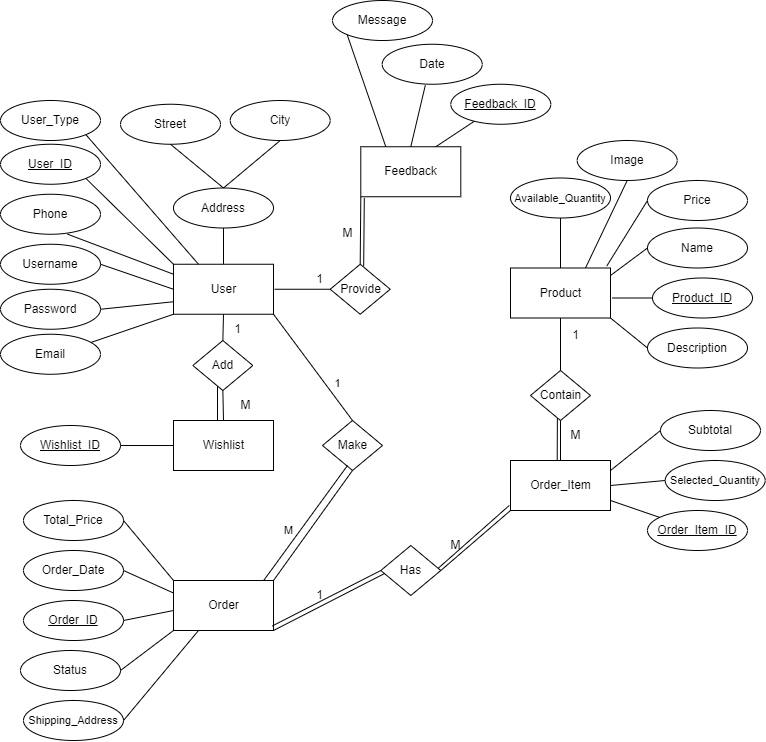 Message
Date
Feedback_ID
User_Type
Street
City
User_ID
Feedback
Image
Available_Quantity
Price
Phone
Address
M
Name
Username
User
1
Provide
Product
Product_ID
Password
1
1
Email
Add
Description
1
M
Contain
Wishlist_ID
Wishlist
Make
M
Subtotal
Order_Item
Selected_Quantity
Total_Price
M
M
Order_Item_ID
Order_Date
Has
Order
1
Order_ID
Status
Shipping_Address